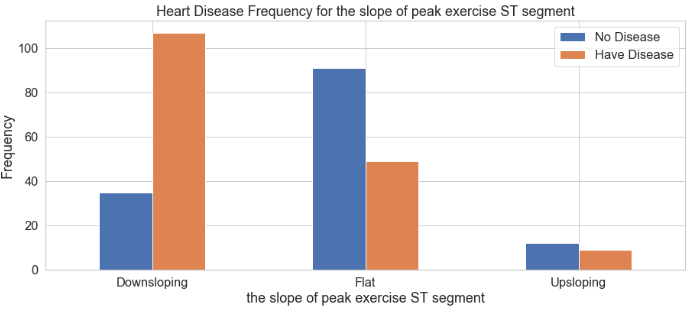 Heart Disease Frequency for the slope of peak exercise ST segment
No Disease
Have Disease
Frequency
100
80
60
40
20
0
Downsloping Flat Upsloping
the slope of peak exercise ST segment